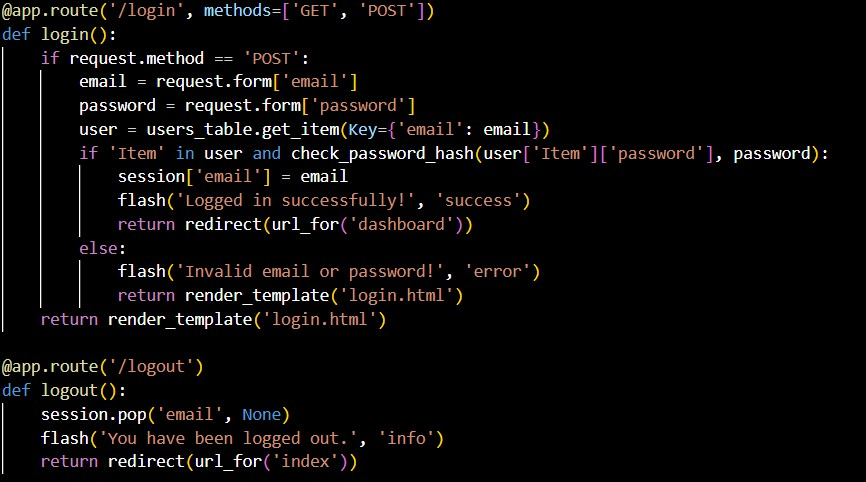 @app.route('/login', methods=['GET', 'POST'])
def login():
    if request.method == 'POST':
        email = request.form['email']
        password = request.form['password']
        user = users_table.get_item(Key={'email': email})
        if 'Item' in user and check_password_hash(user['Item']['password'], password):
            session['email'] = email
            flash('Logged in successfully!', 'success')
            return redirect(url_for('dashboard'))
        else:
            flash('Invalid email or password!', 'error')
            return render_template('login.html')
    return render_template('login.html')

@app.route('/logout')
def logout():
    session.pop('email', None)
    flash('You have been logged out.', 'info')
    return redirect(url_for('index'))